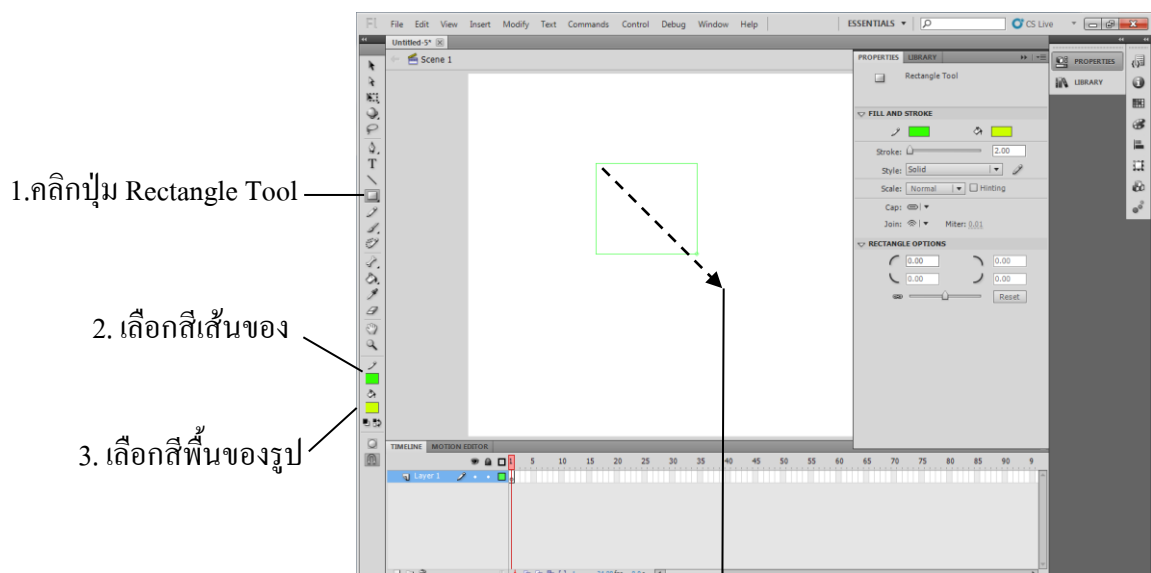 FL File Edit View Insert Modify Text Commands Control Debug Window Help ESSENTIALS CS Live
Untitled-5*
Scene 1
PROPERTIES LIBRARY
Rectangle Tool
PROPERTIES
LIBRARY
FILL AND STROKE
Stroke: 2.00
Style: Solid
Scale: Normal Hinting
Cap:
Join: Miter: 0.01
RECTANGLE OPTIONS
0.00 0.00
0.00 0.00
Reset
T
1.คลิกปุ่ม Rectangle Tool
2. เลือกสีเส้นของ
3. เลือกสีพื้นของรูป
TIMELINE MOTION EDITOR
1 5 10 15 20 25 30 35 40 45 50 55 60 65 70 75 80 85 90 9
Layer 1